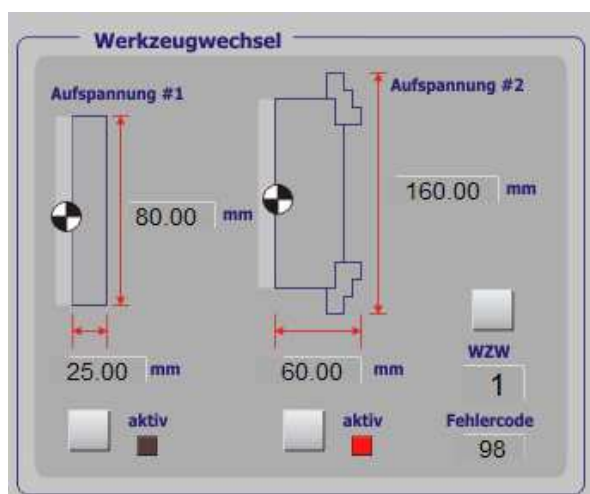 Werkzeugwechsel
Aufspannung #1
Aufspannung #2
80.00 mm
160.00 mm
25.00 mm
60.00 mm
WZW
1
aktiv
aktiv
Fehlercode
98